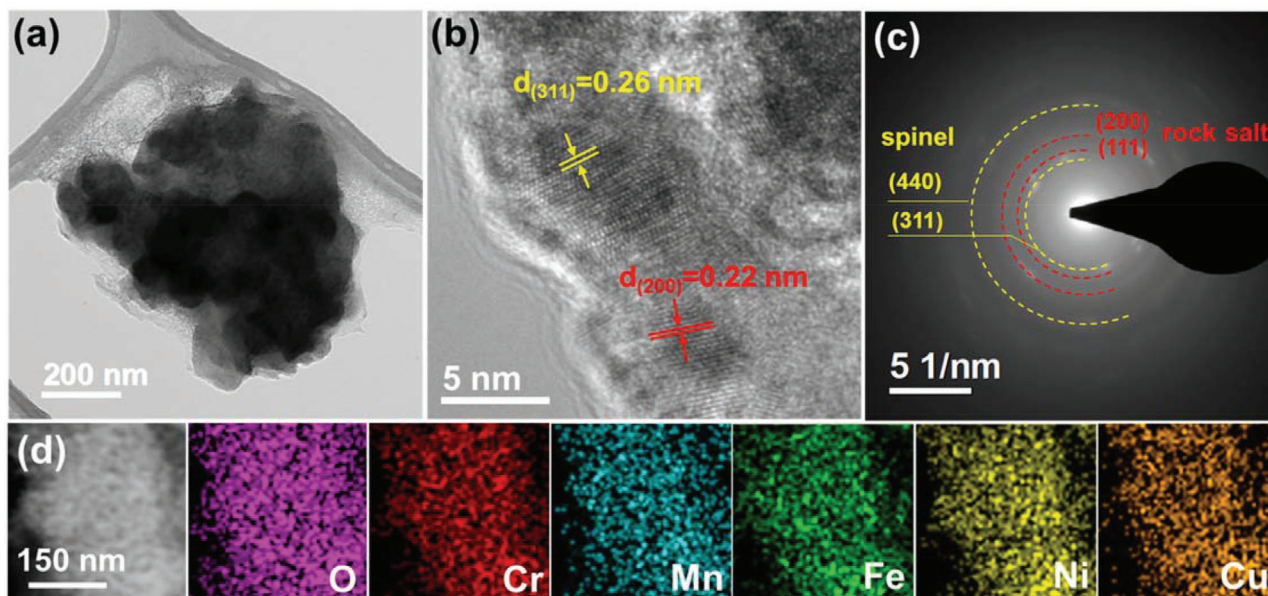 (a)
200 nm
(b)
d(311)=0.26 nm
d(200)=0.22 nm
5 nm
(c)
spinel
(200) rock salt
(111)
(440)
(311)
5 1/nm
(d)
150 nm
O
Cr
Mn
Fe
Ni
Cu